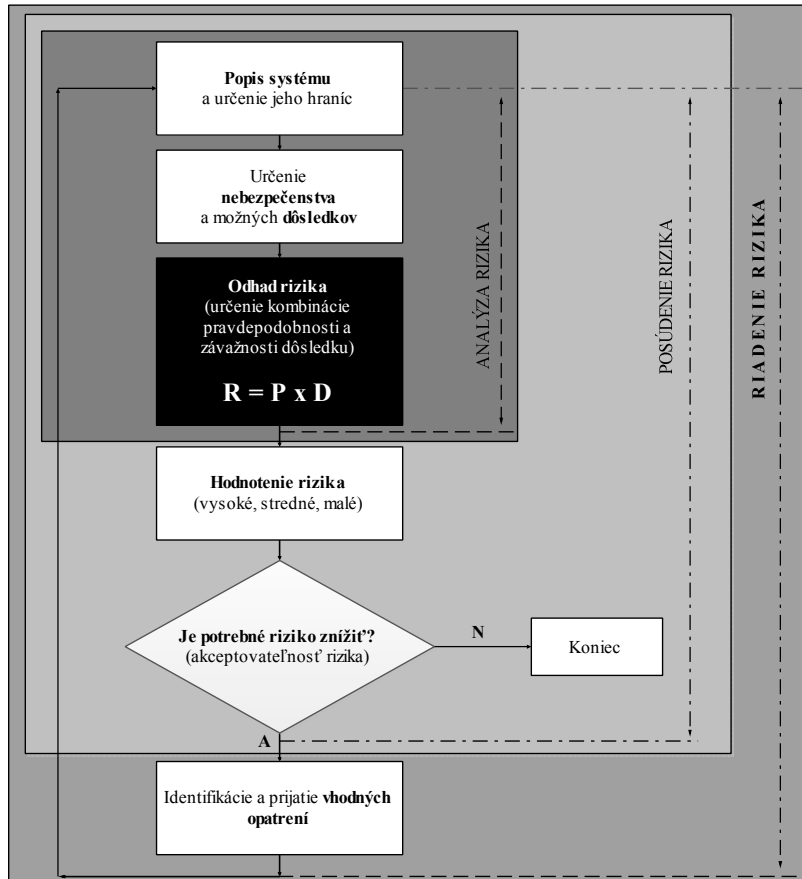 Popis systému
a určenie jeho hraníc
Určenie
nebezpečenstva
a možných dôsledkov
Odhad rizika
(určenie kombinácie
pravdepodobnosti a
závažnosti dôsledku)
R = P x D
ANALÝZA RIZIKA
POSÚDENIE RIZIKA
RIADENIE RIZIKA
Hodnotenie rizika
(vysoké, stredné, malé)
Je potrebné riziko znížiť?
(akceptovateľnosť rizika)
N
Koniec
A
Identifikácie a prijatie vhodných
opatrení